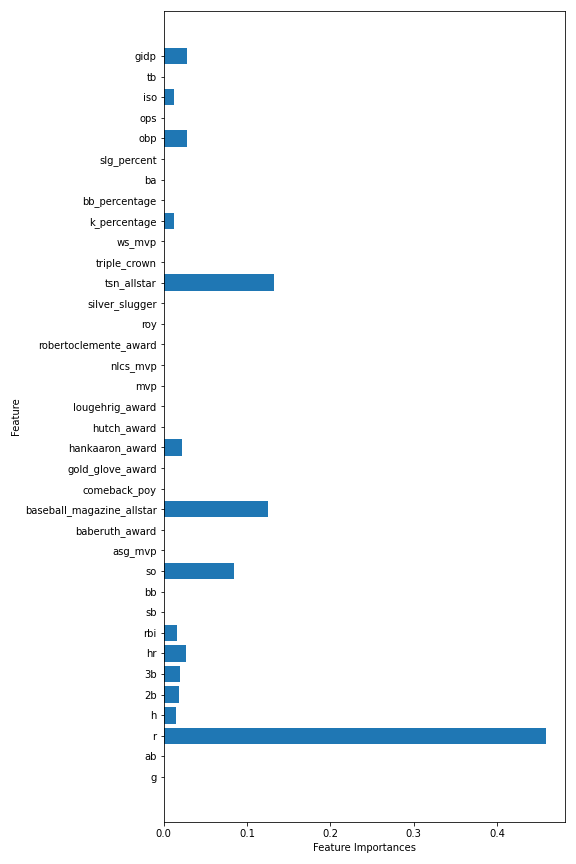 gidp
tb
iso
ops
obp
slg_percent
ba
bb_percentage
k_percentage
ws_mvp
triple_crown
tsn_allstar
silver_slugger
roy
robertoclemente_award
nlcs_mvp
mvp
lougehrig_award
hutch_award
hankaaron_award
gold_glove_award
comeback_poy
baseball_magazine_allstar
baberuth_award
asg_mvp
so
bb
sb
rbi
hr
3b
2b
h
r
ab
g
Feature
0.0 0.1 0.2 0.3 0.4
Feature Importances